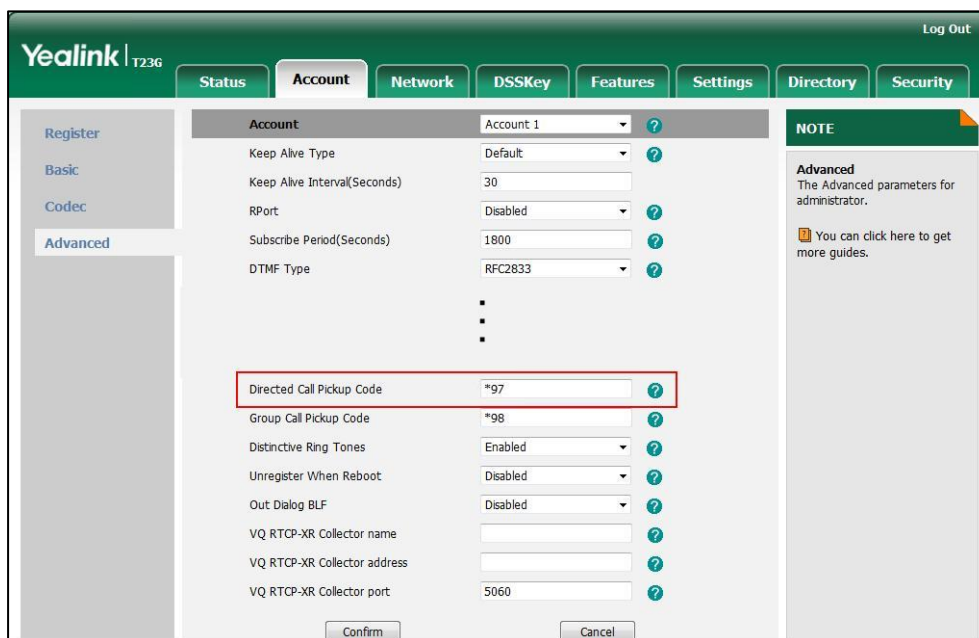 Log Out
Yealink T23G
Status Account Network DSSKey Features Settings Directory Security
Register
Basic
Codec
Advanced
Account Account 1
Keep Alive Type Default
Keep Alive Interval(Seconds) 30
RPort Disabled
Subscribe Period(Seconds) 1800
DTMF Type RFC2833
Directed Call Pickup Code *97
Group Call Pickup Code *98
Distinctive Ring Tones Enabled
Unregister When Reboot Disabled
Out Dialog BLF Disabled
VQ RTCP-XR Collector name
VQ RTCP-XR Collector address
VQ RTCP-XR Collector port 5060
Confirm Cancel
NOTE
Advanced
The Advanced parameters for
administrator.
You can click here to get
more guides.